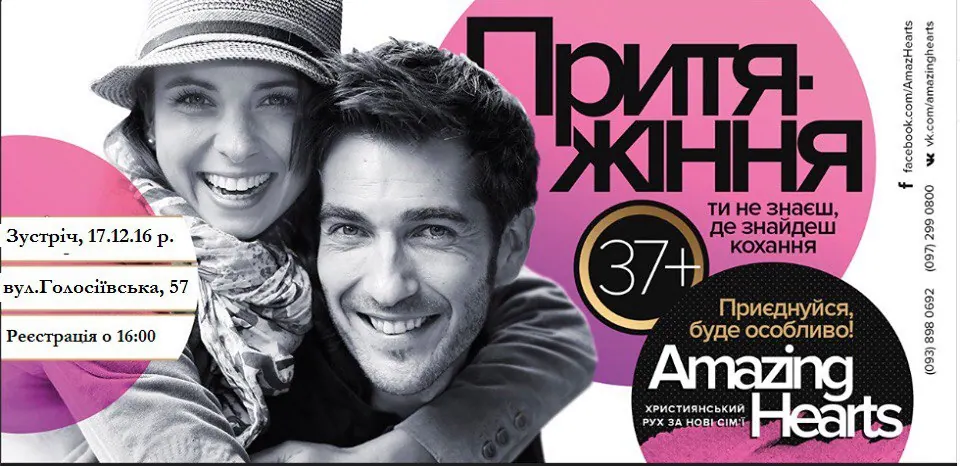 Притя-
жіння
ти не знаєш,
де знайдеш
кохання
37+
Зустріч, 17.12.16 р.
вул.Голосіївська, 57
Реєстрація о 16:00
Приєднуйся,
буде особливо!
Amazing
Hearts
ХРИСТИЯНСЬКИЙ
РУХ ЗА НОВІ СІМ'Ї
facebook.com/AmazHearts
vk.com/amazinghearts
(093) 898 0692
(097) 299 0800